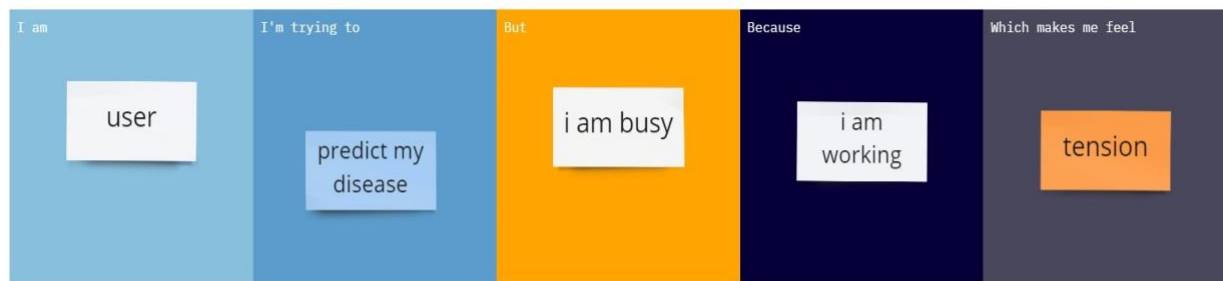 I am
user
I'm trying to
predict my
disease
But
i am busy
Because
i am
working
Which makes me feel
tension